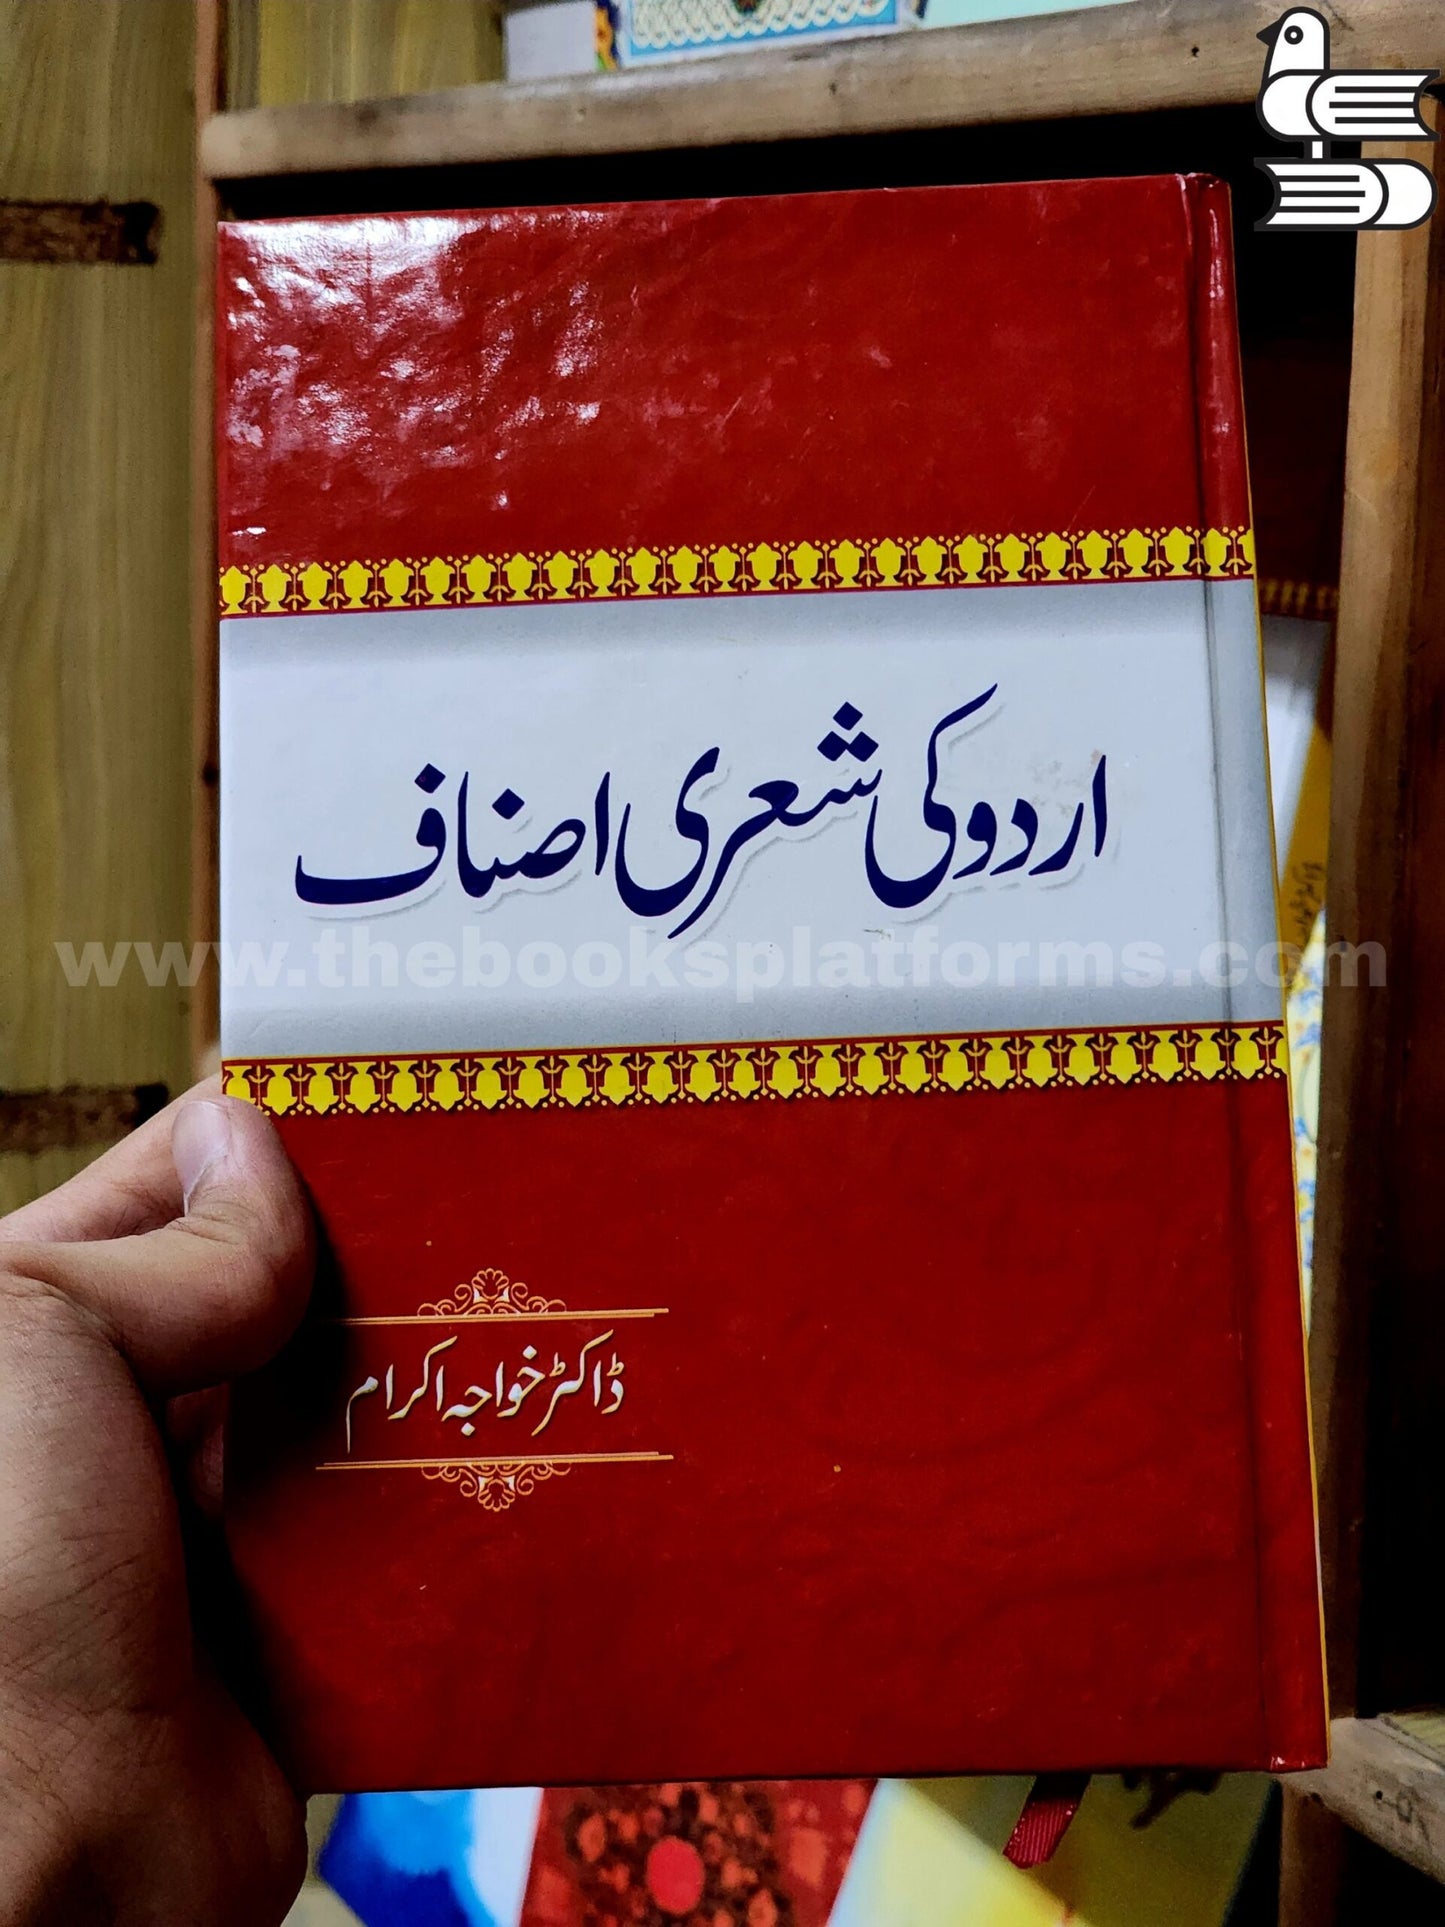 اردو کی شعری اصناف
www.thebooksplatforms.com
ڈاکٹر خواجہ اکرام